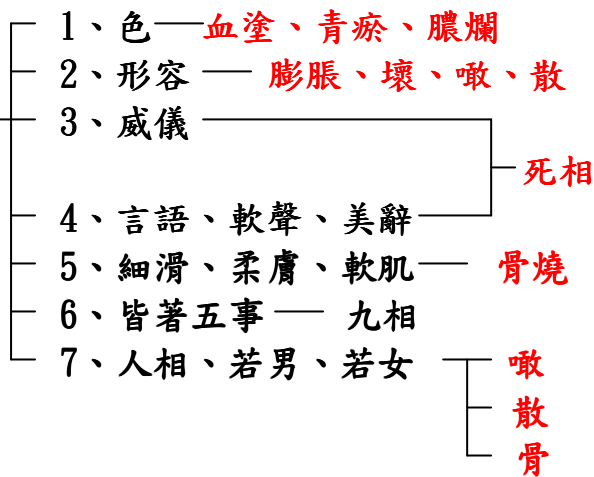 1、色 血塗、青瘀、膿爛
2、形容 膨脹、壞、噉、散
3、威儀
死相
4、言語、軟聲、美辭
5、細滑、柔膚、軟肌 骨燒
6、皆著五事 九相
7、人相、若男、若女 噉
散
骨